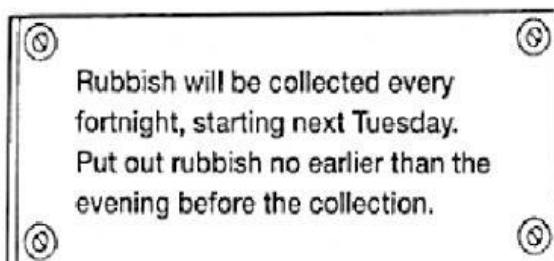 Rubbish will be collected every
fortnight, starting next Tuesday.
Put out rubbish no earlier than the
evening before the collection.